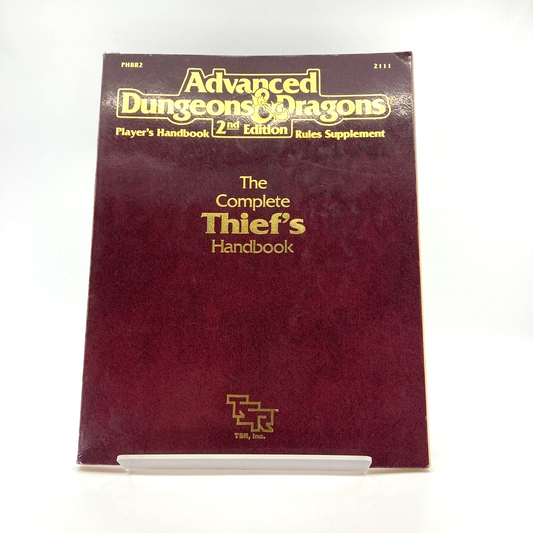 PHBR2 2111
Advanced
Dungeons & Dragons
Player's Handbook 2nd Edition Rules Supplement
The
Complete
Thief's
Handbook
TSR
TSR, Inc.